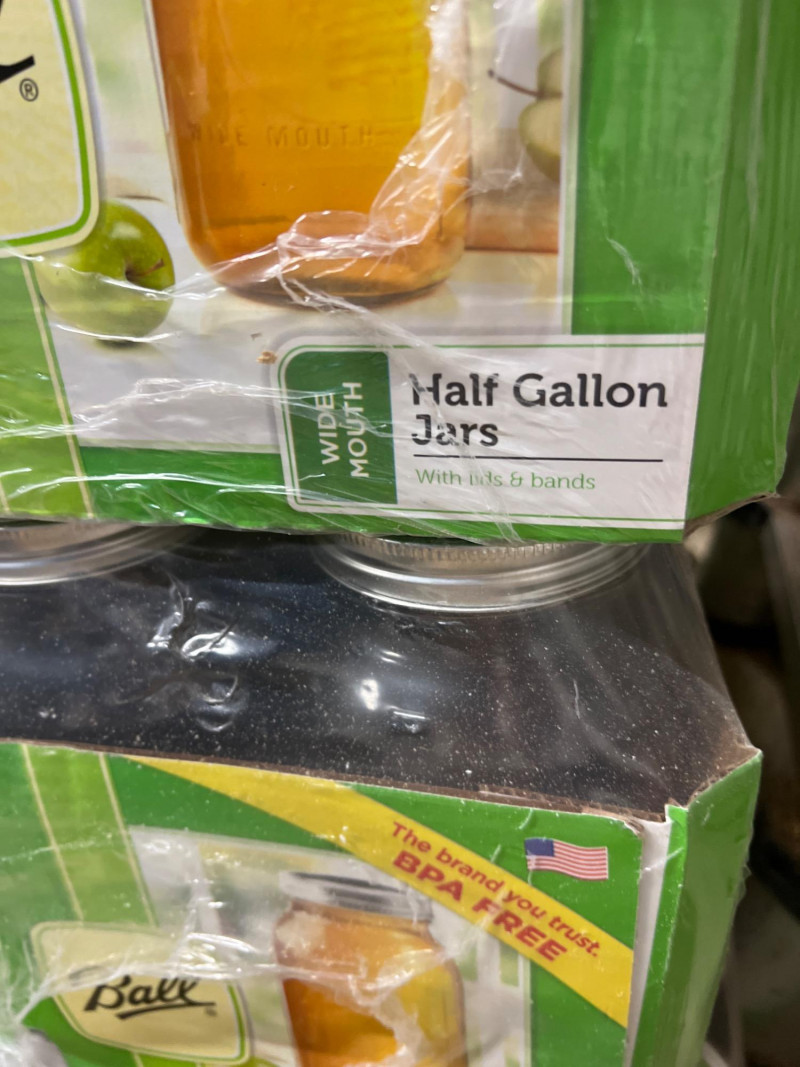 ®
WIDE MOUTH
WIDE
MOUTH
Half Gallon
Jars
With lids & bands
The brand you trust.
BPA FREE
Ball